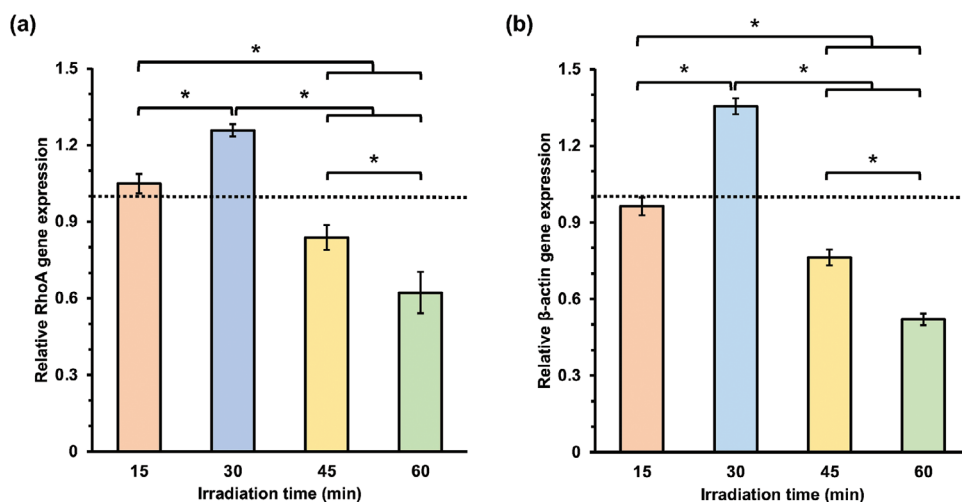 (a)
Relative RhoA gene expression
1.5
1.2
0.9
0.6
0.3
0
*
*
*
*
15 30 45 60
Irradiation time (min)
(b)
Relative β-actin gene expression
1.5
1.2
0.9
0.6
0.3
0
*
*
*
*
15 30 45 60
Irradiation time (min)